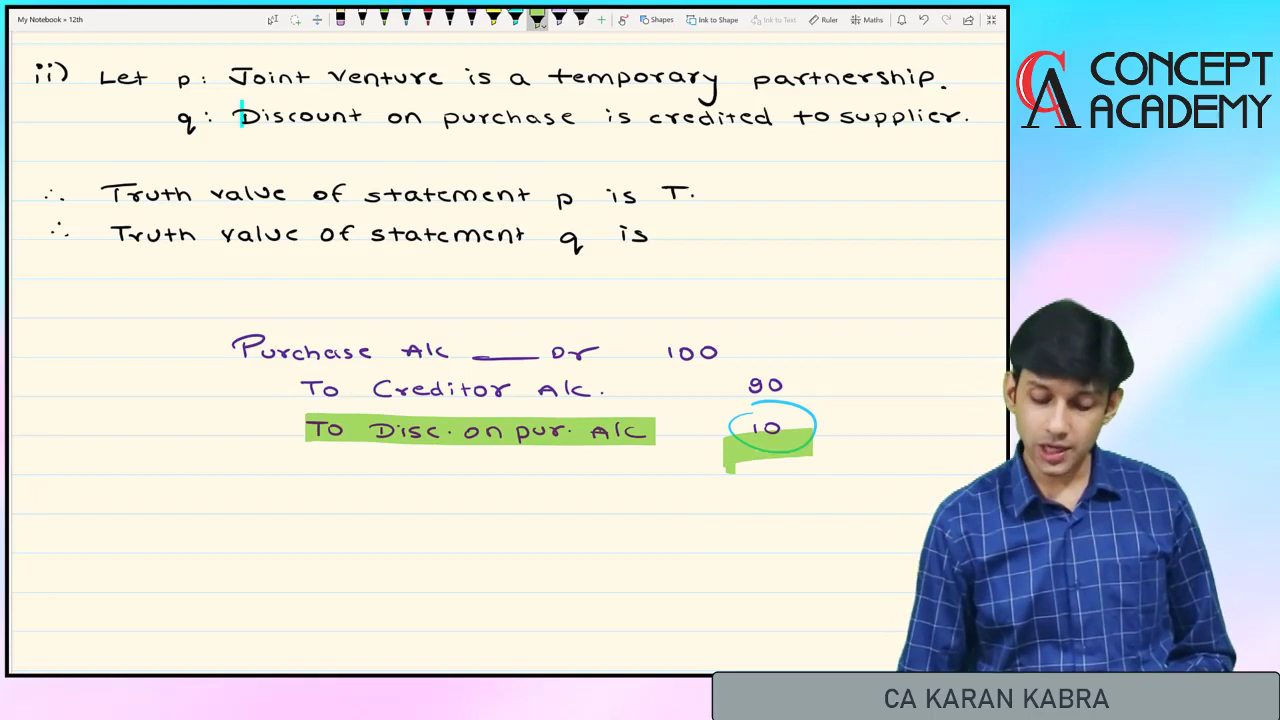 My Notebook » 12th
Shapes
Ink to Shape
Ink to Text
Ruler
Maths
ii) Let p: Joint venture is a temporary partnership.
q: Discount on purchase is credited to supplier.
∴ Truth value of statement p is T.
∴ Truth value of statement q is
Purchase A/c ___ Dr 100
To Creditor A/c. 90
To Disc. on pur. A/c 10
CA CONCEPT
ACADEMY
CA KARAN KABRA